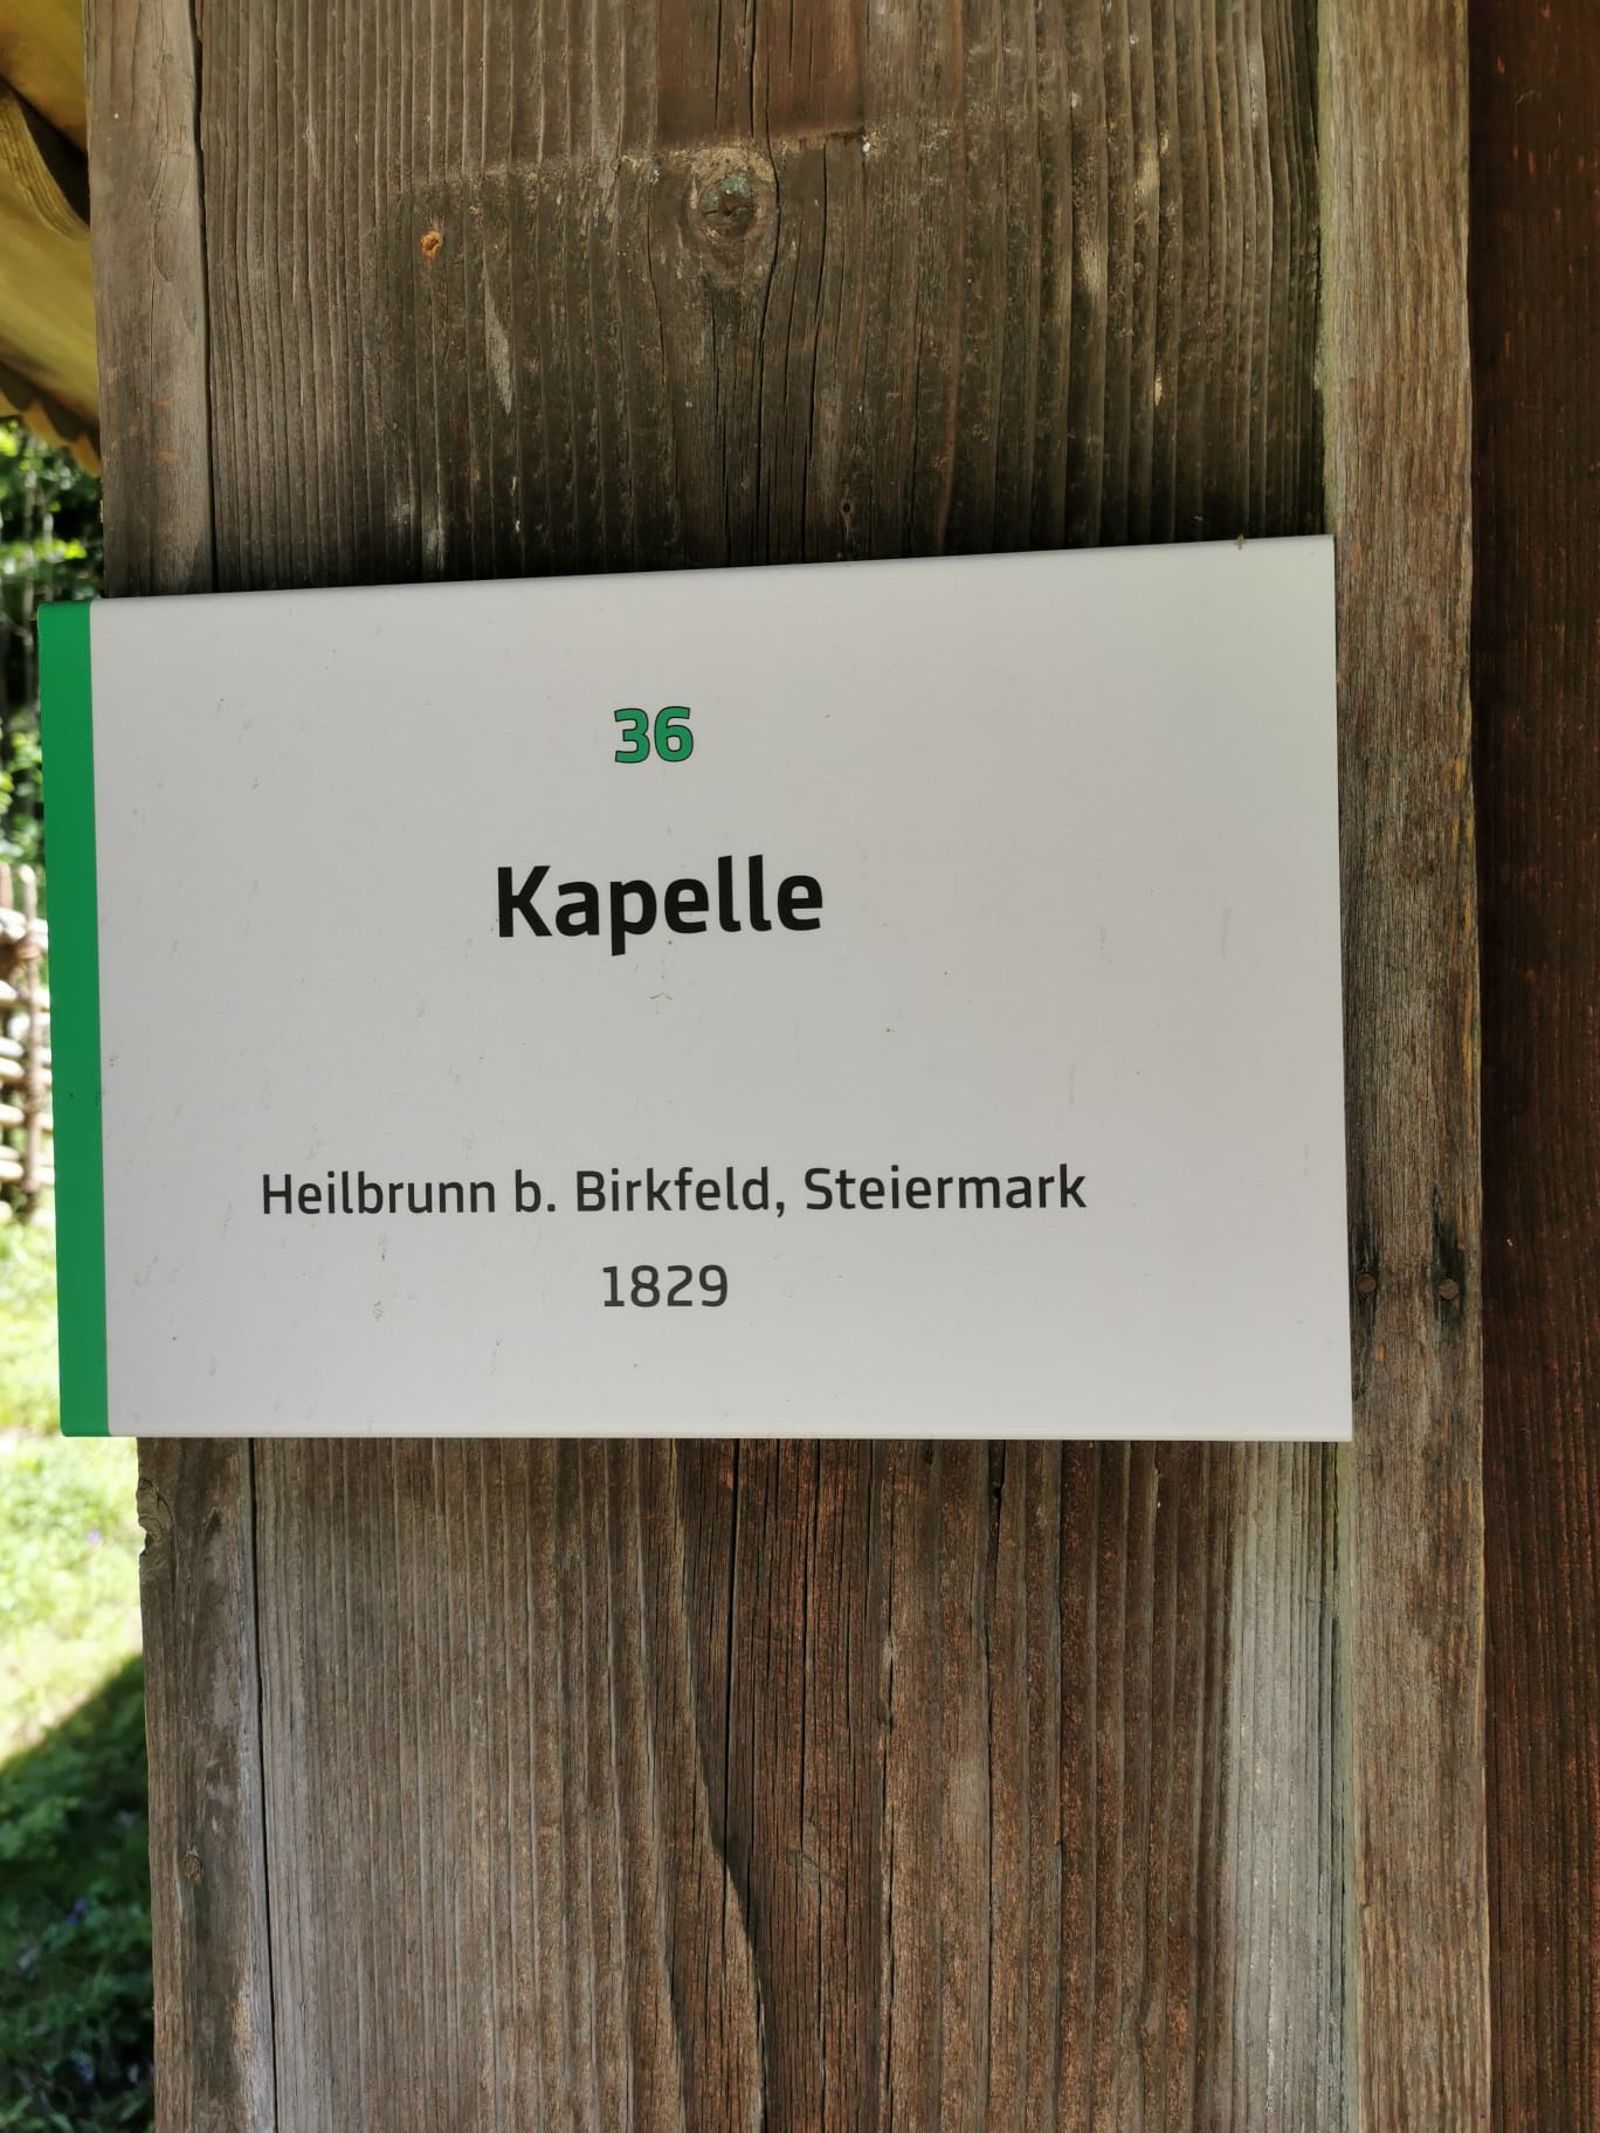 36
Kapelle
Heilbrunn b. Birkfeld, Steiermark
1829